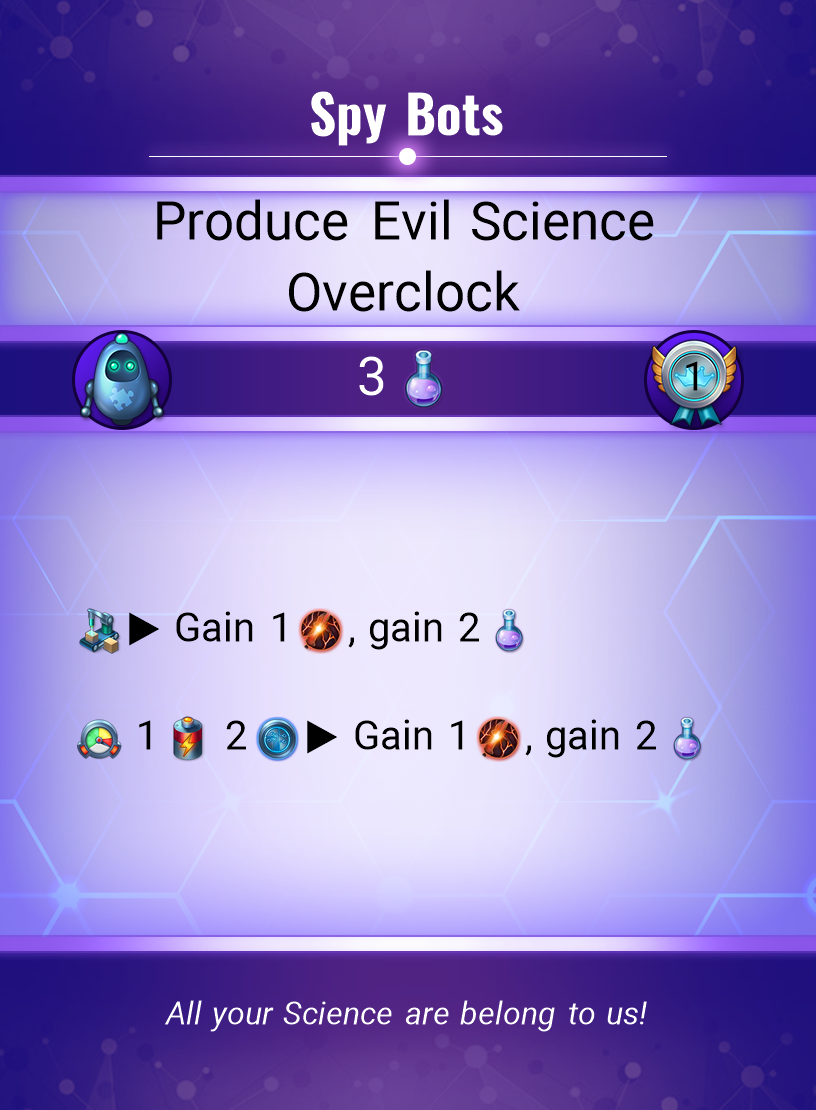 Spy Bots
Produce Evil Science
Overclock
3
1
▶ Gain 1 , gain 2
1 2 ▶ Gain 1 , gain 2
All your Science are belong to us!